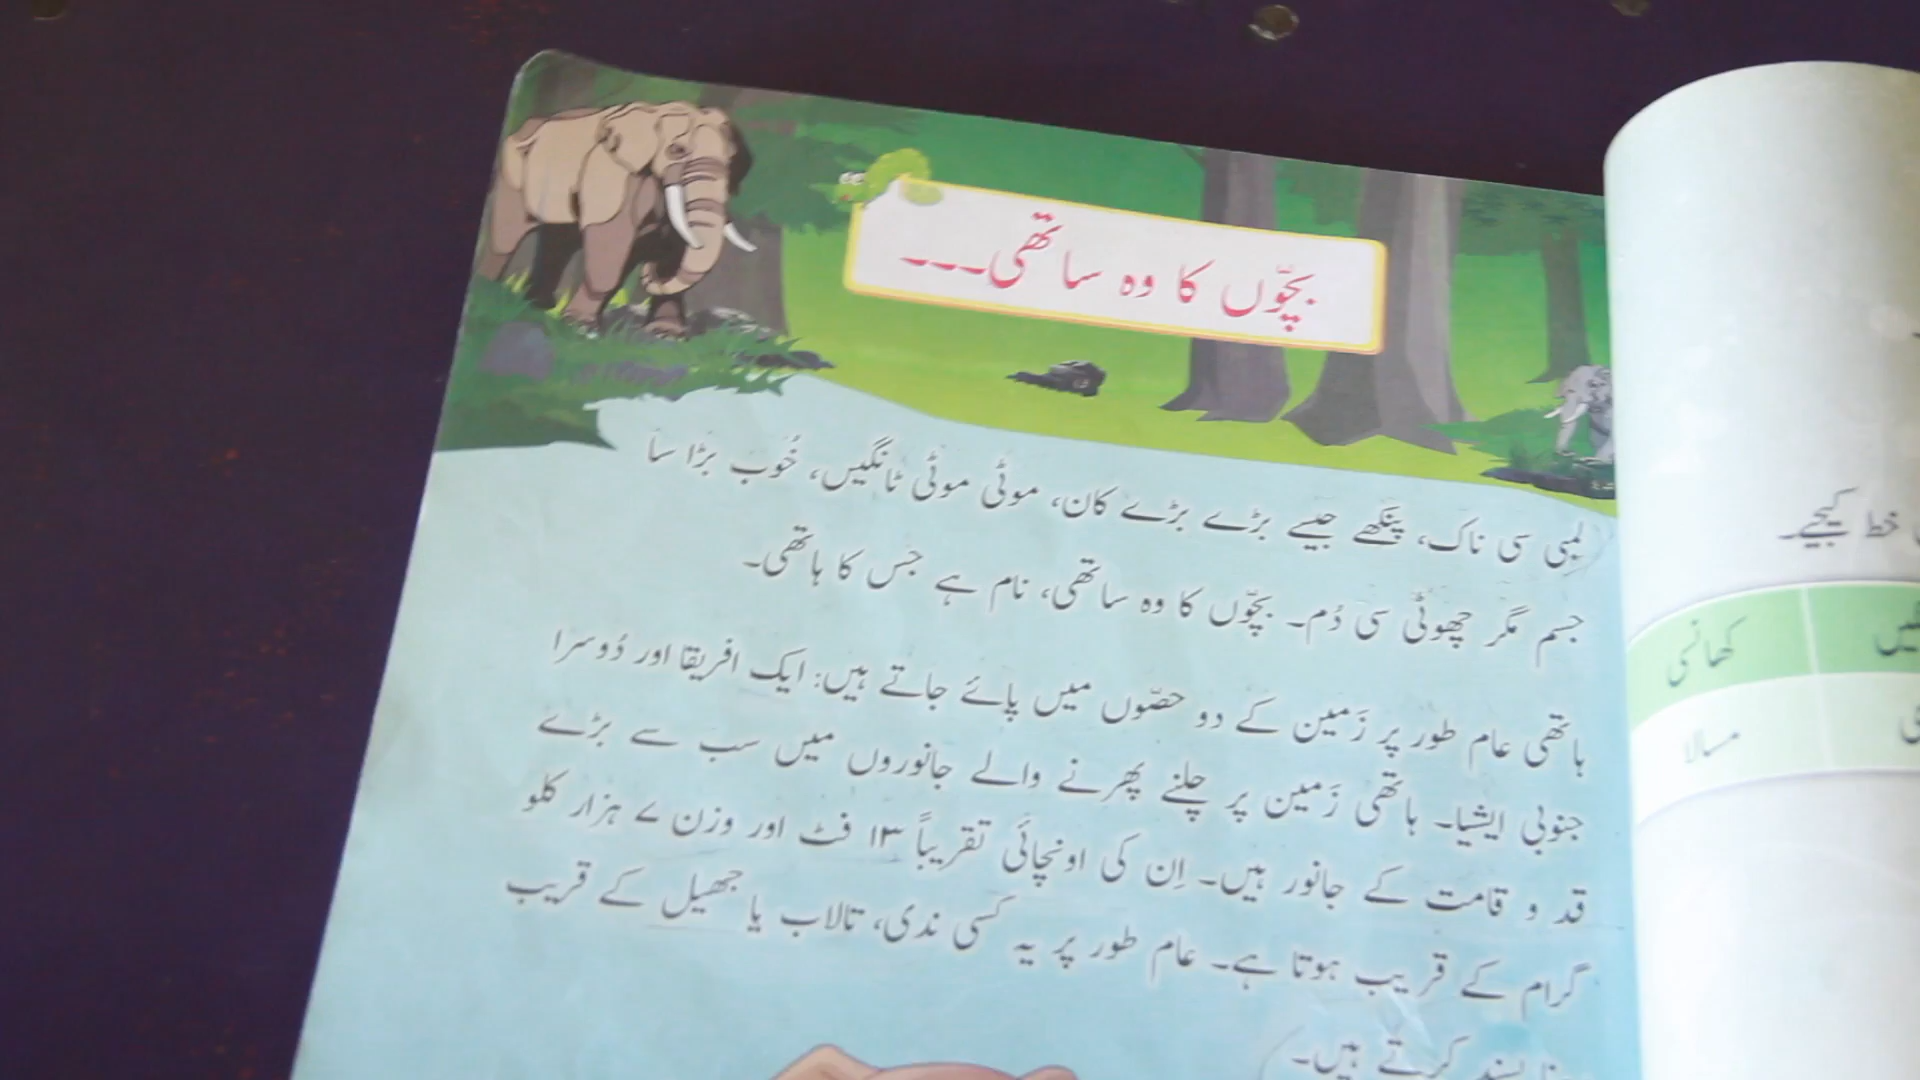 بچّوں کا وہ ساتھی۔۔۔
لمبی سی ناک، پنکھے جیسے بڑے بڑے کان، موٹی موٹی ٹانگیں، خُوب بڑا سا
جسم مگر چھوٹی سی دُم۔ بچّوں کا وہ ساتھی، نام ہے جس کا ہاتھی۔
ہاتھی عام طور پر زَمین کے دو حصّوں میں پائے جاتے ہیں: ایک افریقا اور دُوسرا
جنوبی ایشیا۔ ہاتھی زَمین پر چلنے پھرنے والے جانوروں میں سب سے بڑے
قد و قامت کے جانور ہیں۔ اِن کی اونچائی تقریباً ۱۳ فٹ اور وزن ۷ ہزار کلو
گرام کے قریب ہوتا ہے۔ عام طور پر یہ کسی ندی، تالاب یا جھیل کے قریب
پسند کرتے ہیں۔
خط کیجیے۔
کھانسی
مسالا